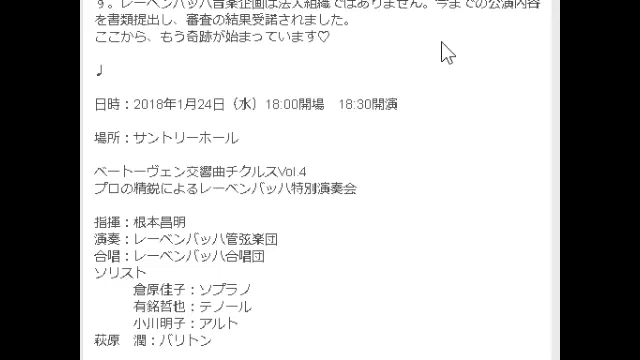 す。レーベンバッハ音楽企画は法人組織ではありません。今までの公演内容
を書類提出し、審査の結果受諾されました。
ここから、もう奇跡が始まっています♡
♩
日時：2018年1月24日（水）18:00開場　18:30開演
場所：サントリーホール
ベートーヴェン交響曲チクルスVol.4
プロの精鋭によるレーベンバッハ特別演奏会
指揮：根本昌明
演奏：レーベンバッハ管弦楽団
合唱：レーベンバッハ合唱団
ソリスト
倉原佳子：ソプラノ
有銘哲也：テノール
小川明子：アルト
萩原　潤：バリトン